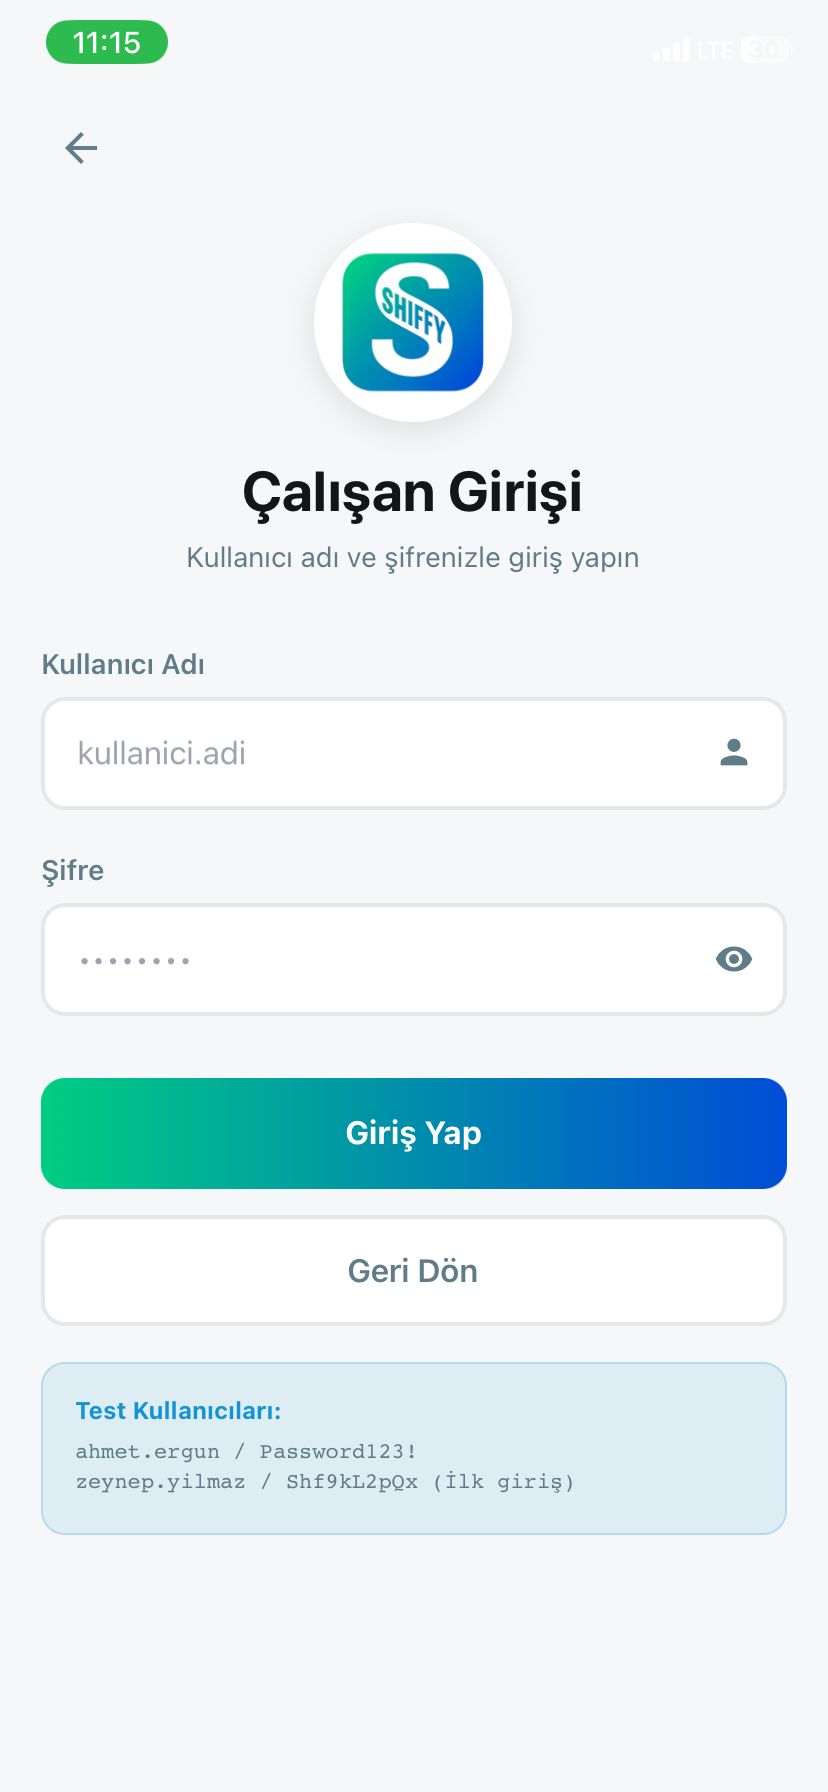 11:15
LTE 30
SHIFFY
Çalışan Girişi
Kullanıcı adı ve şifrenizle giriş yapın
Kullanıcı Adı
kullanici.adi
Şifre
••••••••
Giriş Yap
Geri Dön
Test Kullanıcıları:
ahmet.ergun / Password123!
zeynep.yilmaz / Shf9kL2pQx (İlk giriş)